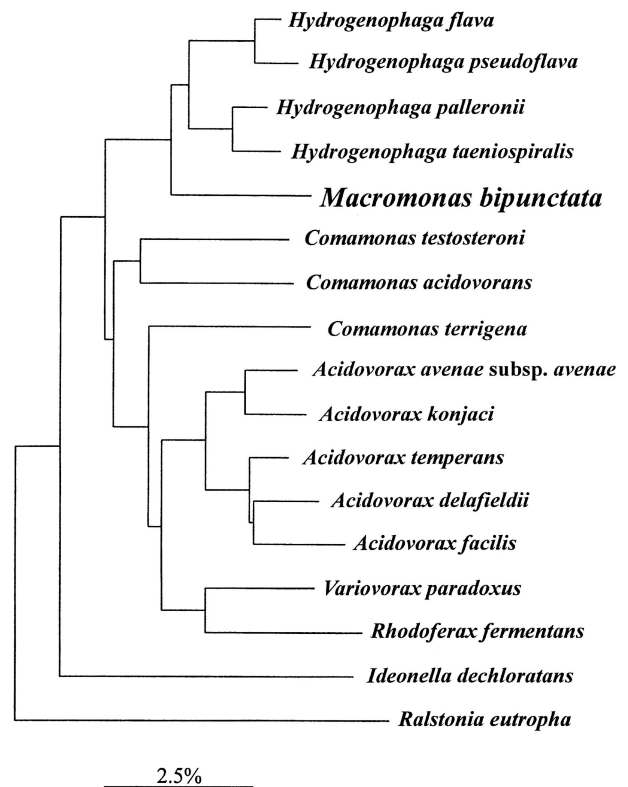 Hydrogenophaga flava
Hydrogenophaga pseudoflava
Hydrogenophaga palleronii
Hydrogenophaga taeniospiralis
Macromonas bipunctata
Comamonas testosteroni
Comamonas acidovorans
Comamonas terrigena
Acidovorax avenae subsp. avenae
Acidovorax konjaci
Acidovorax temperans
Acidovorax delafieldii
Acidovorax facilis
Variovorax paradoxus
Rhodoferax fermentans
Ideonella dechloratans
Ralstonia eutropha
2.5%